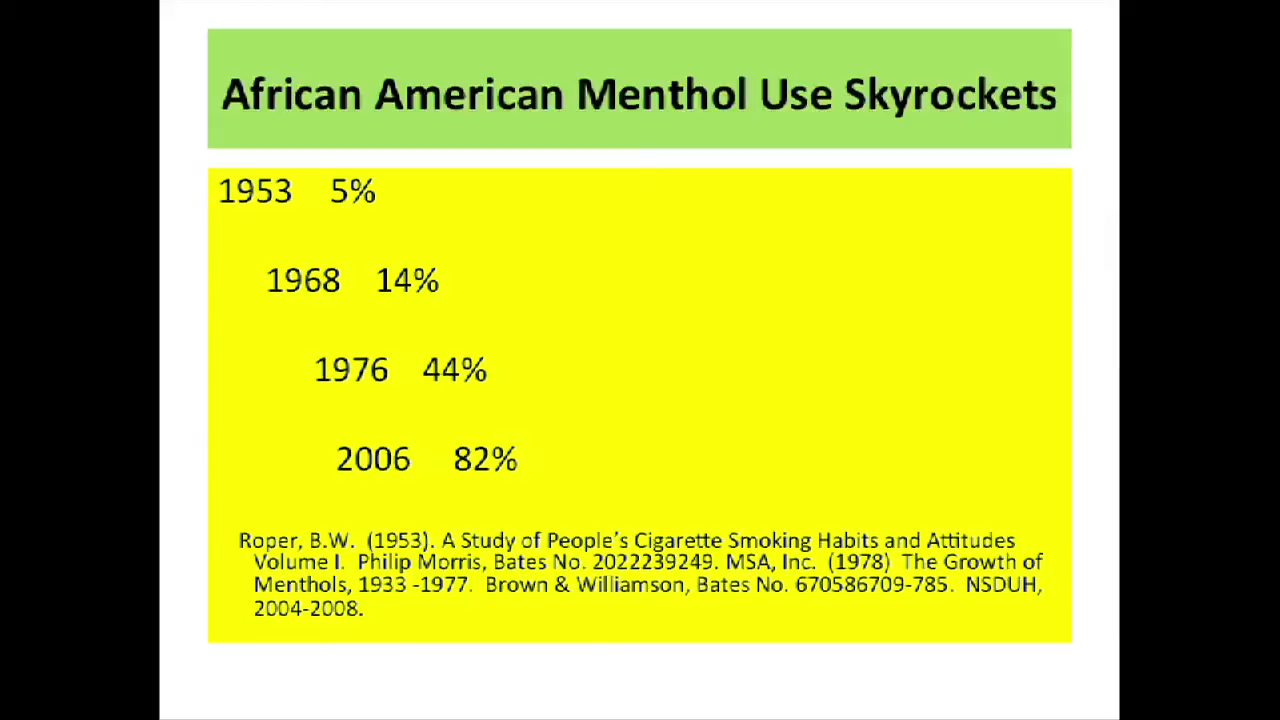 African American Menthol Use Skyrockets
1953 5%
1968 14%
1976 44%
2006 82%
Roper, B.W. (1953). A Study of People's Cigarette Smoking Habits and Attitudes
Volume I. Philip Morris, Bates No. 2022239249. MSA, Inc. (1978) The Growth of
Menthols, 1933 -1977. Brown & Williamson, Bates No. 670586709-785. NSDUH,
2004-2008.